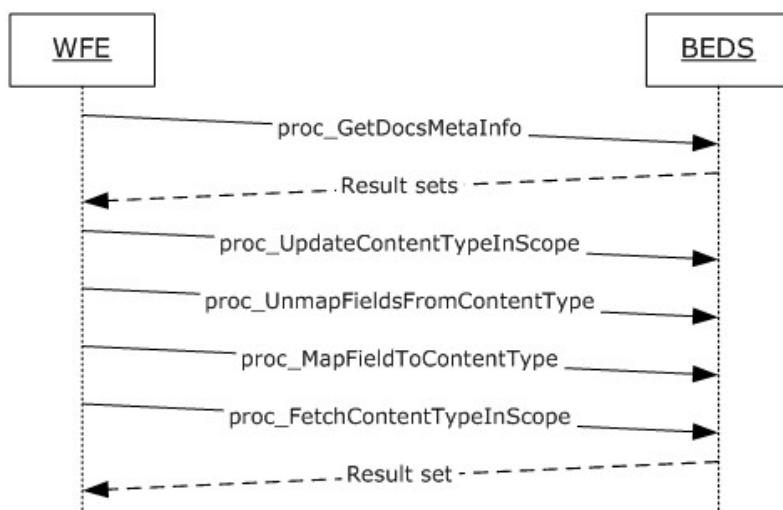 WFE
BEDS
proc_GetDocsMetaInfo
Result sets
proc_UpdateContentTypeInScope
proc_UnmapFieldsFromContentType
proc_MapFieldToContentType
proc_FetchContentTypeInScope
Result set